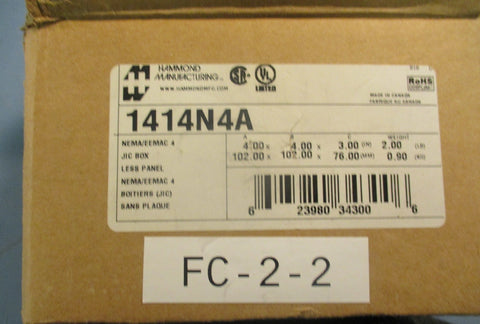 HAMMOND
MANUFACTURING™
WWW.HAMMONDMFG.COM
LISTED
RoHS
MADE IN CANADA
FABRIQUÉ AU CANADA
1414N4A
A B C WEIGHT
NEMA/EEMAC 4 4.00 x 4.00 x 3.00 (IN) 2.00 (LB)
JIC BOX 102.00 x 102.00 x 76.00 (MM) 0.90 (KG)
LESS PANEL
NEMA/EEMAC 4
BOITIERS (JIC)
SANS PLAQUE
6 23980 34300 6
FC-2-2